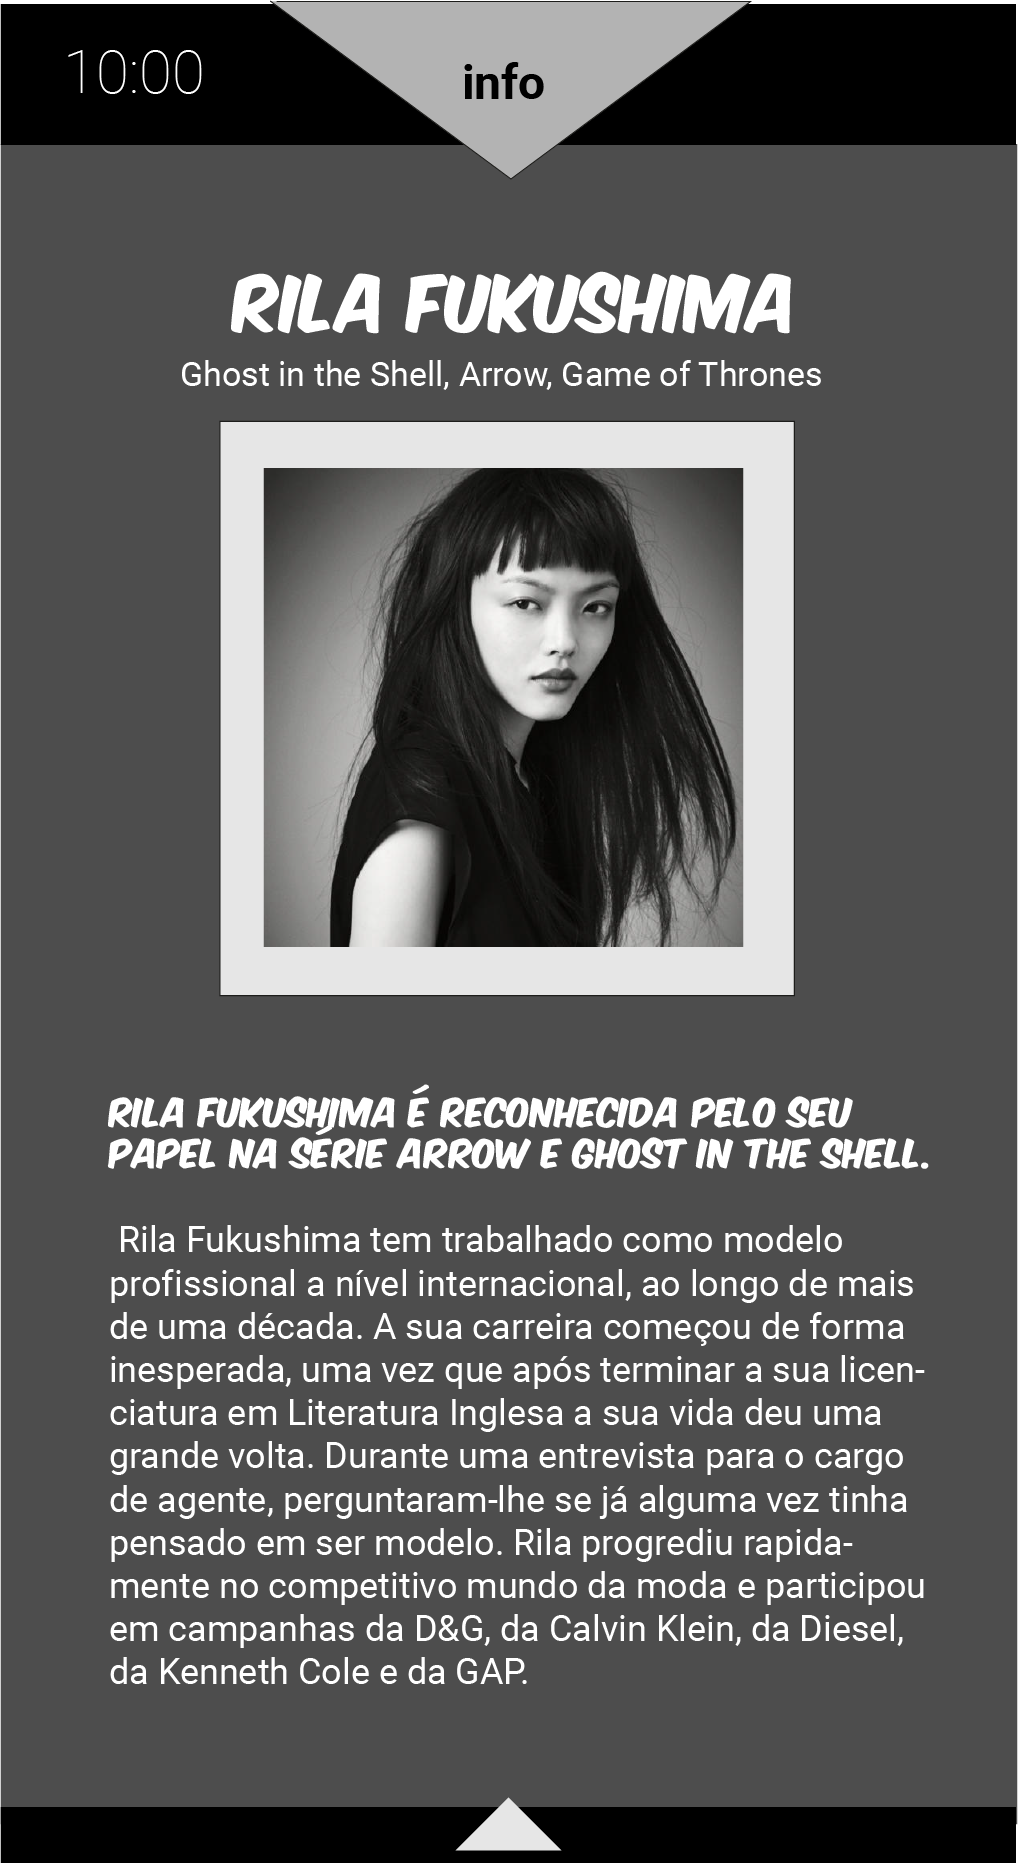 10:00
info
RILA FUKUSHIMA
Ghost in the Shell, Arrow, Game of Thrones
RILA FUKUSHIMA É RECONHECIDA PELO SEU
PAPEL NA SÉRIE ARROW E GHOST IN THE SHELL.
Rila Fukushima tem trabalhado como modelo
profissional a nível internacional, ao longo de mais
de uma década. A sua carreira começou de forma
inesperada, uma vez que após terminar a sua licen-
ciatura em Literatura Inglesa a sua vida deu uma
grande volta. Durante uma entrevista para o cargo
de agente, perguntaram-lhe se já alguma vez tinha
pensado em ser modelo. Rila progrediu rapida-
mente no competitivo mundo da moda e participou
em campanhas da D&G, da Calvin Klein, da Diesel,
da Kenneth Cole e da GAP.